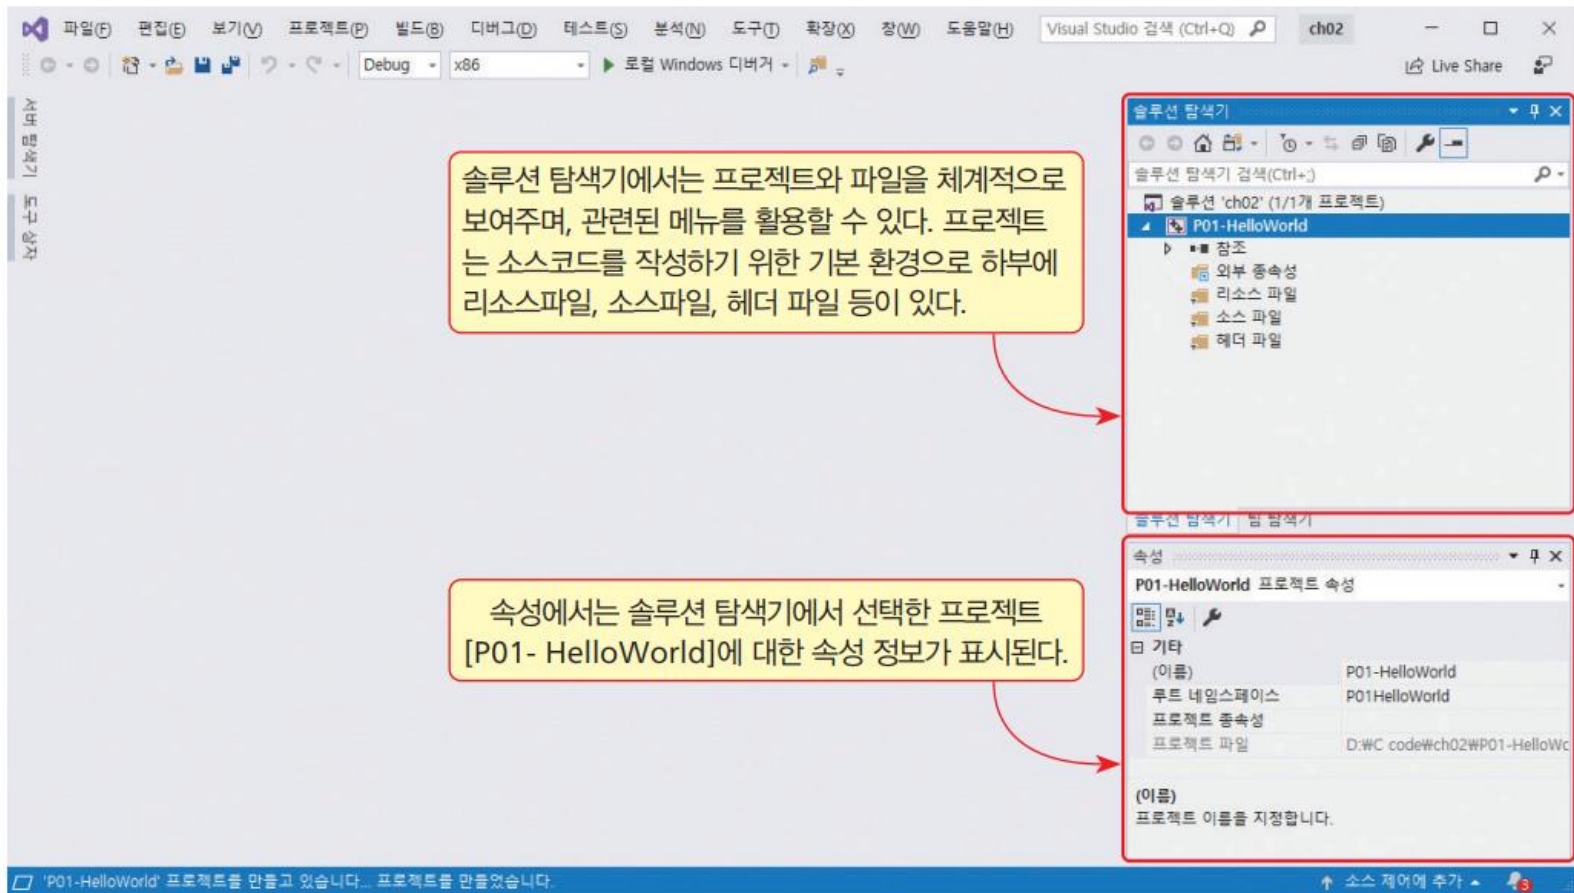 파일(F) 편집(E) 보기(V) 프로젝트(P) 빌드(B) 디버그(D) 테스트(S) 분석(N) 도구(T) 확장(X) 창(W) 도움말(H) Visual Studio 검색 (Ctrl+Q) ch02
Debug x86 로컬 Windows 디버거 Live Share
서버 탐색기
도구 상자
솔루션 탐색기에서는 프로젝트와 파일을 체계적으로
보여주며, 관련된 메뉴를 활용할 수 있다. 프로젝트
는 소스코드를 작성하기 위한 기본 환경으로 하부에
리소스파일, 소스파일, 헤더 파일 등이 있다.
솔루션 탐색기
솔루션 탐색기 검색(Ctrl+;)
솔루션 'ch02' (1/1개 프로젝트)
P01-HelloWorld
참조
외부 종속성
리소스 파일
소스 파일
헤더 파일
솔루션 탐색기 팀 탐색기
속성에서는 솔루션 탐색기에서 선택한 프로젝트
[P01- HelloWorld]에 대한 속성 정보가 표시된다.
속성
P01-HelloWorld 프로젝트 속성
기타
(이름) P01-HelloWorld
루트 네임스페이스 P01HelloWorld
프로젝트 종속성
프로젝트 파일 D:₩C code₩ch02₩P01-HelloWc
(이름)
프로젝트 이름을 지정합니다.
'P01-HelloWorld' 프로젝트를 만들고 있습니다... 프로젝트를 만들었습니다. 소스 제어에 추가 3